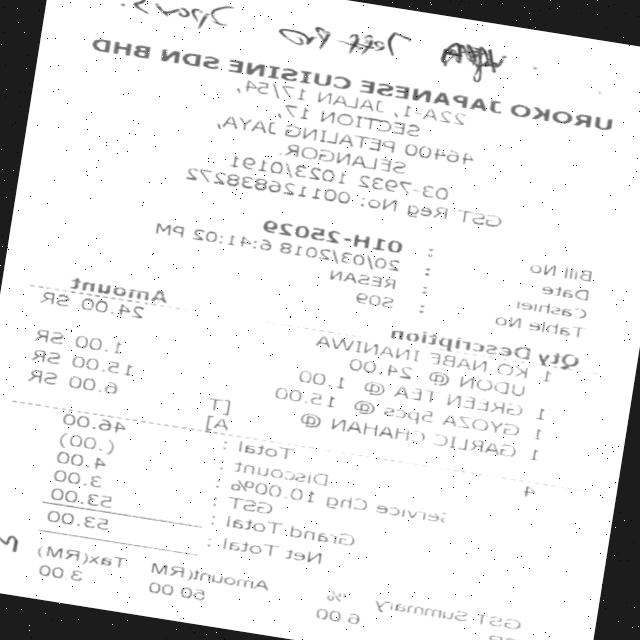 Jeff
UROKO JAPANESE CUISINE SDN BHD
22A-1, JALAN 17/54,
SECTION 17,
46400 PETALING JAYA,
SELANGOR.
03-7932 1023/0191
GST Reg No: 001126838272
Bill No : 01H-25029
Date : 20/03/2018 6:41:02 PM
Cashier : RESAN
Table No : S09
Qty Description Amount
1 KO NABE INANIWA 24.00 SR
UDON @ 24.00
1 GREEN TEA @ 1.00 1.00 SR
1 GYOZA 5pcs @ 15.00 15.00 SR
1 GARLIC CHAHAN @ 6.00 SR
[T
A]
4 Total : 46.00
Discount : (.00)
Service Chg 10.00% : 4.00
GST : 3.00
Grand Total : 53.00
Net Total : 53.00
GST Summary % Amount(RM Tax(RM)
6.00 50.00 3.00